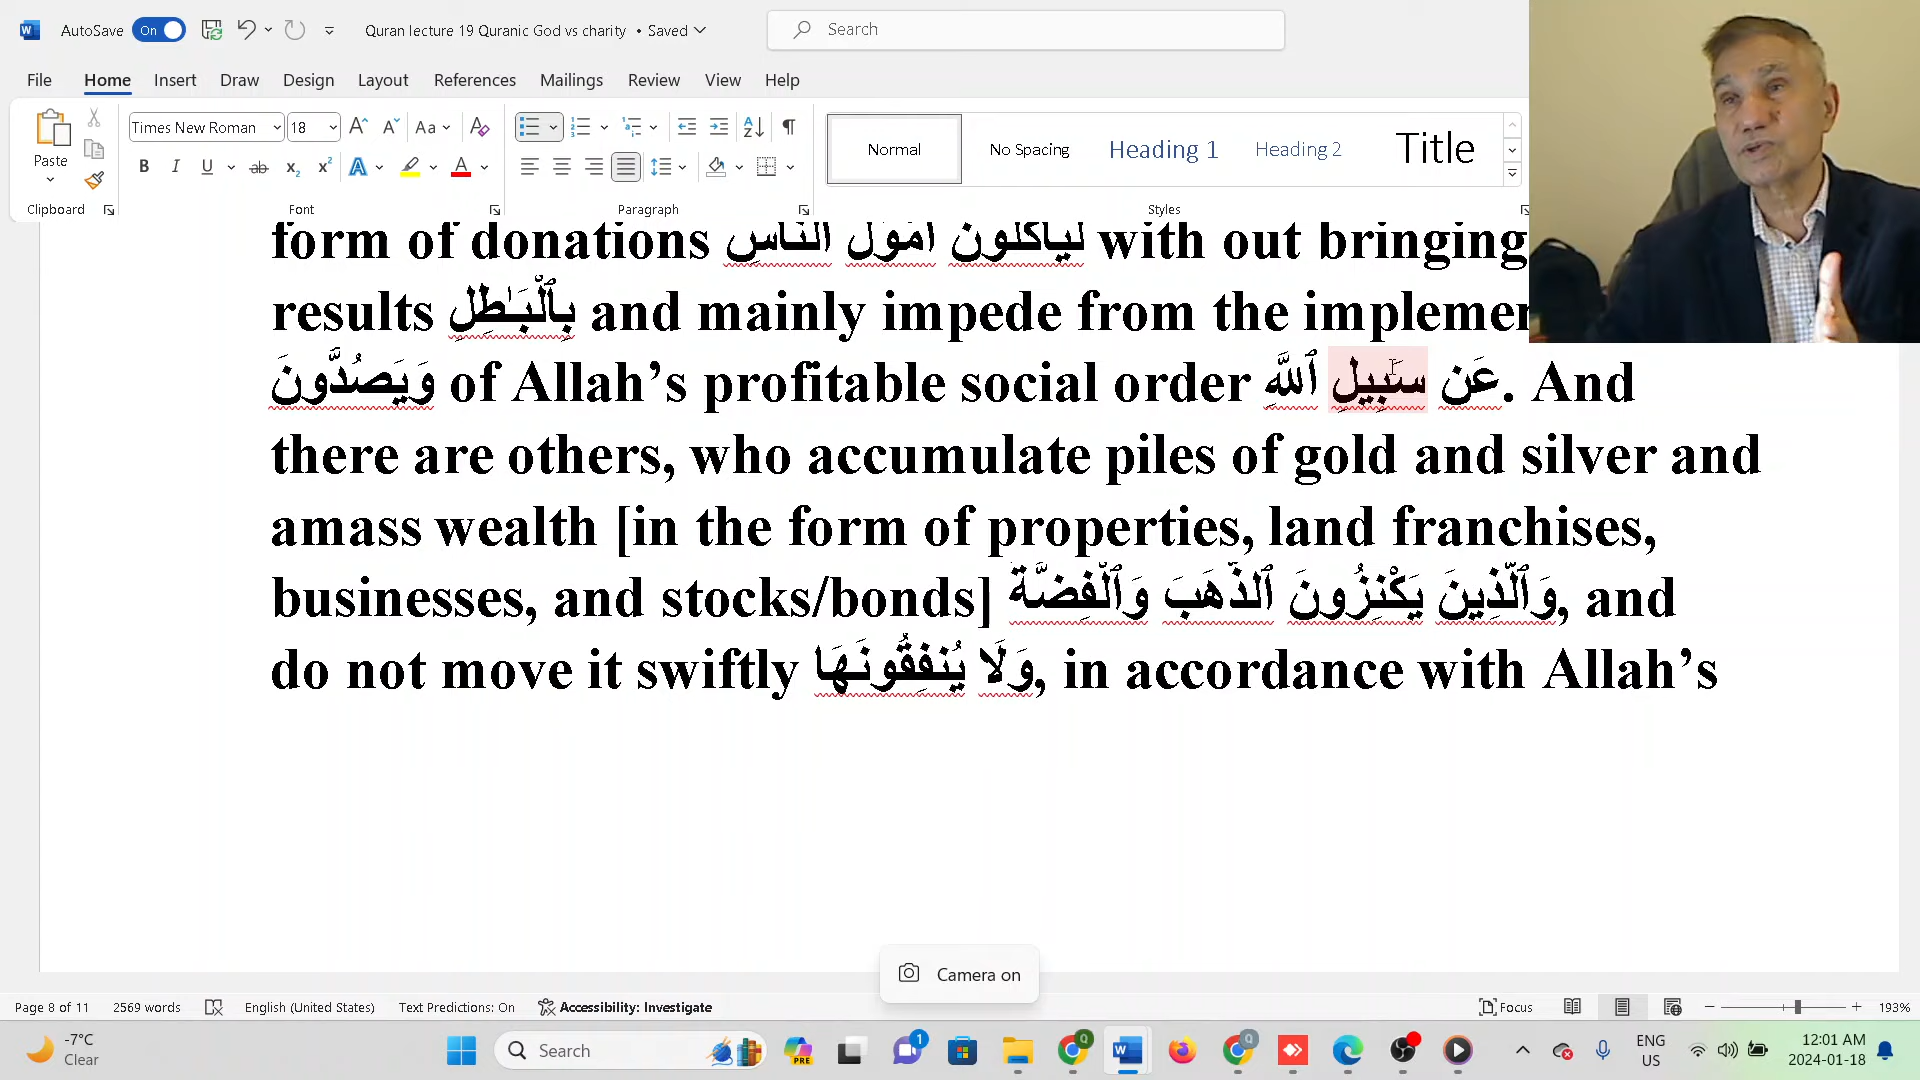 AutoSave On Quran lecture 19 Quranic God vs charity • Saved Search
File Home Insert Draw Design Layout References Mailings Review View Help
Paste Times New Roman 18 Aa Normal No Spacing Heading 1 Heading 2 Title
Clipboard Font Paragraph Styles
form of donations لياكلون اموٰل الناسِ with out bringing
results بِٱلْبَـٰطِلِ and mainly impede from the implemen
وَيَصُدُّونَ of Allah’s profitable social order عَن سَبِيلِ ٱللَّهِ. And
there are others, who accumulate piles of gold and silver and
amass wealth [in the form of properties, land franchises,
businesses, and stocks/bonds] وَٱلَّذِينَ يَكْنِزُونَ ٱلذَّهَبَ وَٱلْفِضَّةَ, and
do not move it swiftly وَلَا يُنفِقُونَهَا, in accordance with Allah’s
Camera on
Page 8 of 11 2569 words English (United States) Text Predictions: On Accessibility: Investigate Focus 193%
-7°C Clear Search PRE 1 ENG US 12:01 AM 2024-01-18